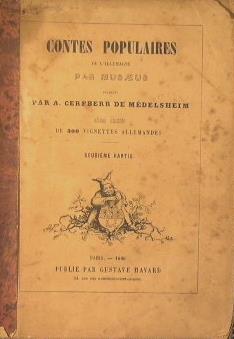 CONTES POPULAIRES
DE L'ALLEMAGNE
PAR MUSÆUS
PAR A. CERFBERR DE MÉDELSHEIM
DE 300 VIGNETTES ALLEMANDES
DEUXIÈME PARTIE
PARIS. — 1846
PUBLIÉ PAR GUSTAVE HAVARD